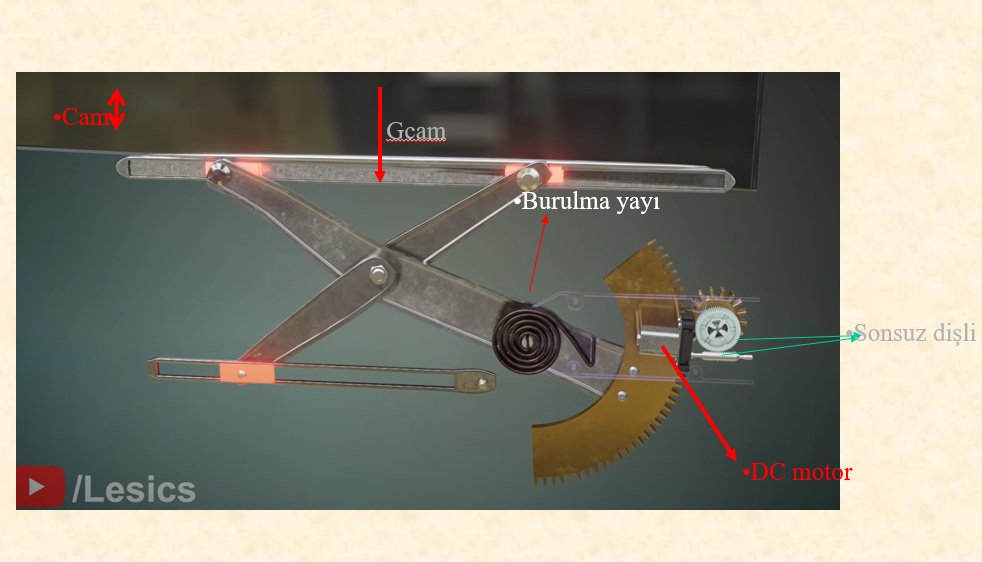 •Cam
Gcam
•Burulma yayı
•Sonsuz dişli
•DC motor
/Lesics